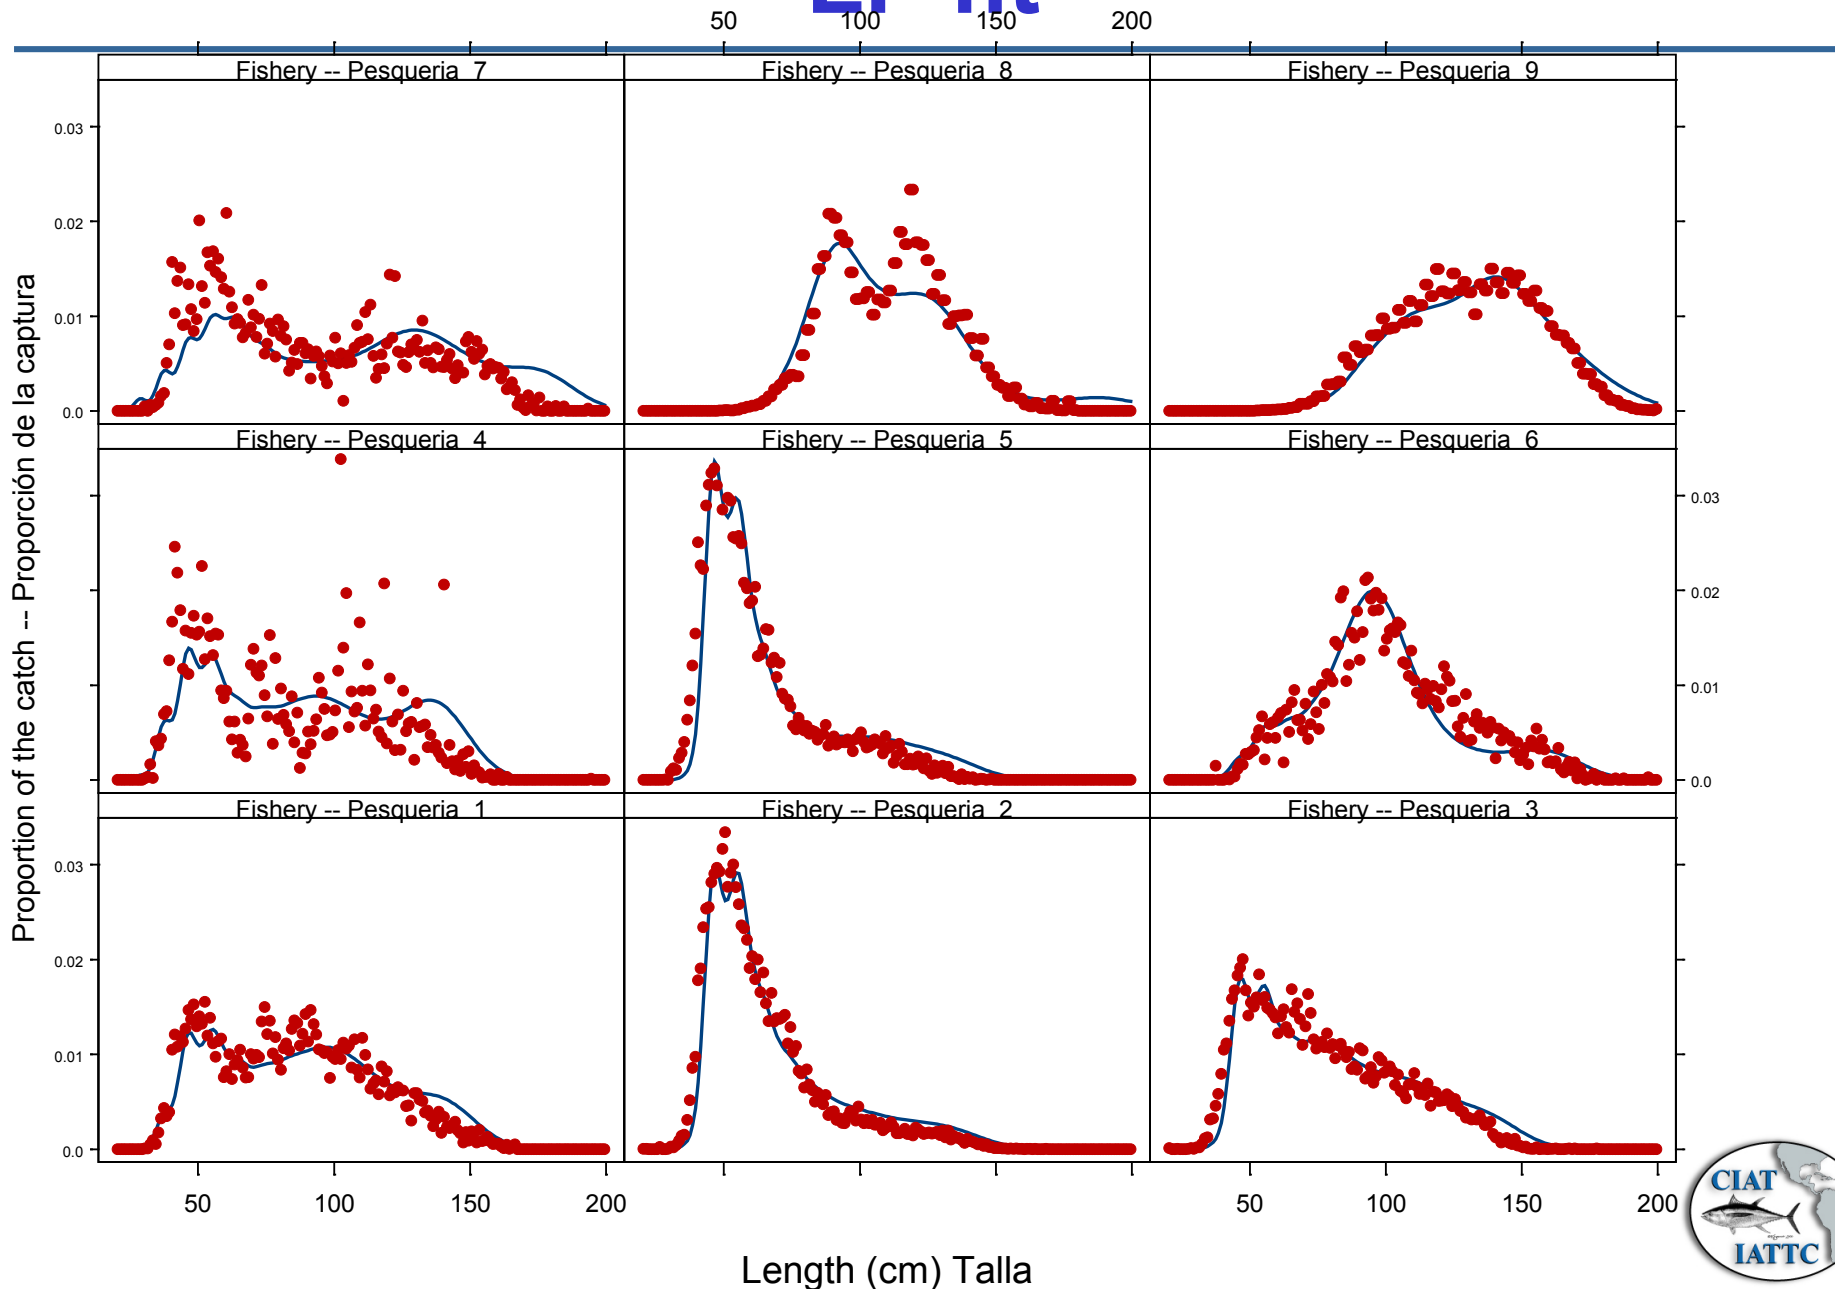 50 100 150 200
Fishery -- Pesqueria 7 Fishery -- Pesqueria 8 Fishery -- Pesqueria 9
0.03
0.02
0.01
0.0
Fishery -- Pesqueria 4 Fishery -- Pesqueria 5 Fishery -- Pesqueria 6
0.03
0.02
0.01
0.0
Fishery -- Pesqueria 1 Fishery -- Pesqueria 2 Fishery -- Pesqueria 3
0.03
0.02
0.01
0.0
50 100 150 200 50 100 150 200
Proportion of the catch -- Proporción de la captura
Length (cm) Talla
CIAT
IATTC